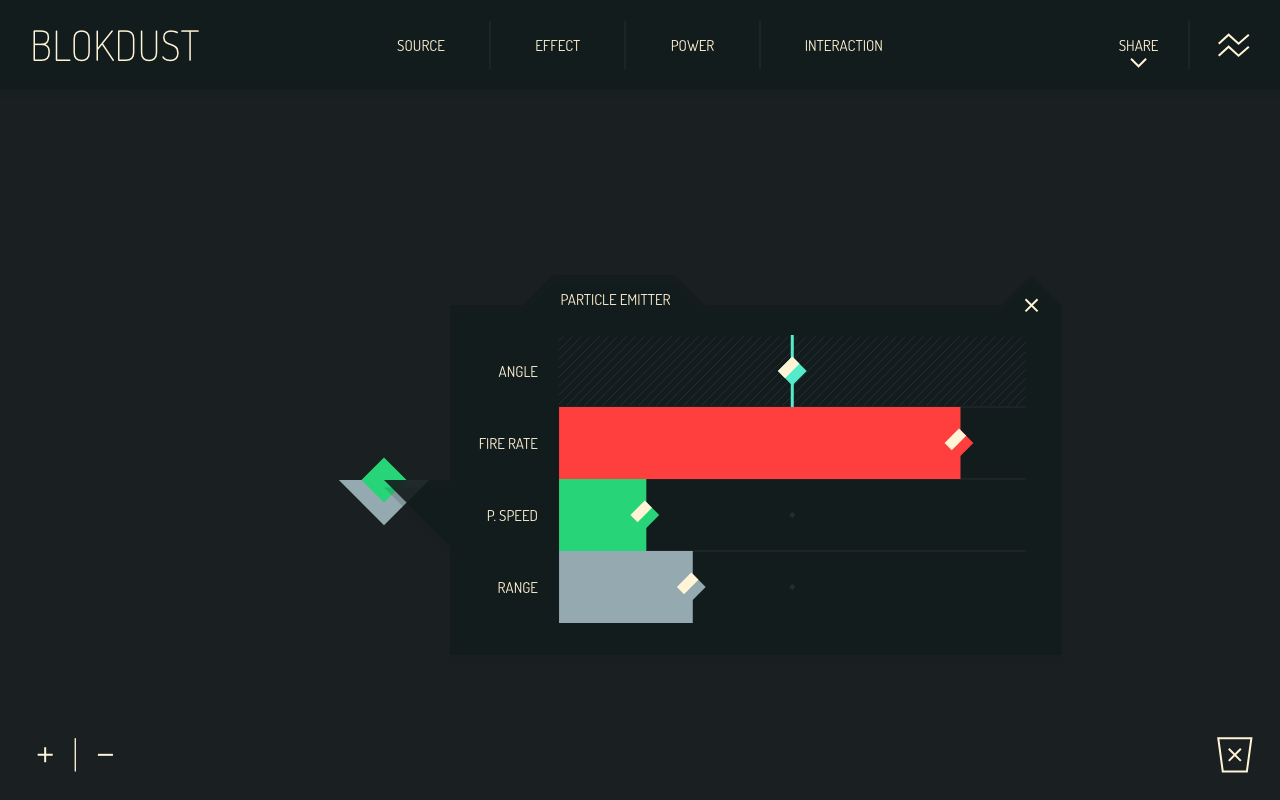 BLOKDUST
SOURCE
EFFECT
POWER
INTERACTION
SHARE
PARTICLE EMITTER
ANGLE
FIRE RATE
P. SPEED
RANGE